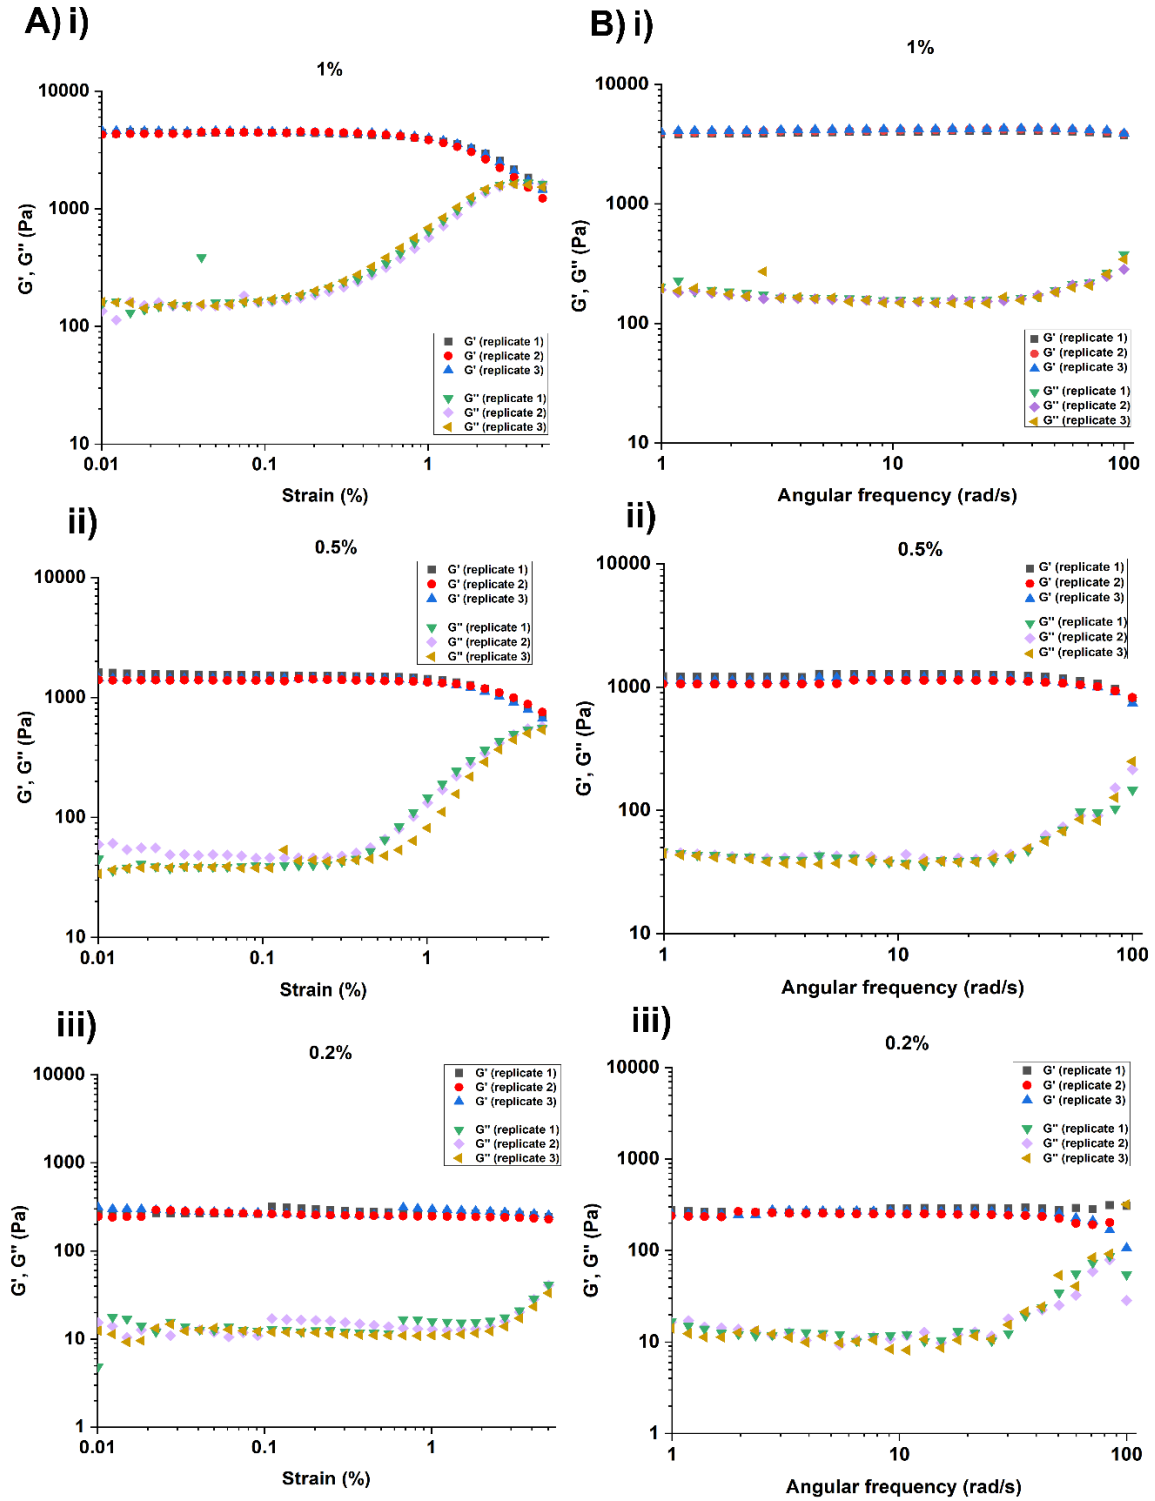 A) i)
1%
10000
1000
100
10
G', G'' (Pa)
0.01
0.1
1
Strain (%)
G' (replicate 1)
G' (replicate 2)
G' (replicate 3)
G'' (replicate 1)
G'' (replicate 2)
G'' (replicate 3)
B) i)
1%
10000
1000
100
10
G', G'' (Pa)
1
10
100
Angular frequency (rad/s)
G' (replicate 1)
G' (replicate 2)
G' (replicate 3)
G'' (replicate 1)
G'' (replicate 2)
G'' (replicate 3)
ii)
0.5%
10000
1000
100
10
G', G'' (Pa)
0.01
0.1
1
Strain (%)
G' (replicate 1)
G' (replicate 2)
G' (replicate 3)
G'' (replicate 1)
G'' (replicate 2)
G'' (replicate 3)
ii)
0.5%
10000
1000
100
10
G', G'' (Pa)
1
10
100
Angular frequency (rad/s)
G' (replicate 1)
G' (replicate 2)
G' (replicate 3)
G'' (replicate 1)
G'' (replicate 2)
G'' (replicate 3)
iii)
0.2%
10000
1000
100
10
1
G', G'' (Pa)
0.01
0.1
1
Strain (%)
G' (replicate 1)
G' (replicate 2)
G' (replicate 3)
G'' (replicate 1)
G'' (replicate 2)
G'' (replicate 3)
iii)
0.2%
10000
1000
100
10
1
G', G'' (Pa)
1
10
100
Angular frequency (rad/s)
G' (replicate 1)
G' (replicate 2)
G' (replicate 3)
G'' (replicate 1)
G'' (replicate 2)
G'' (replicate 3)